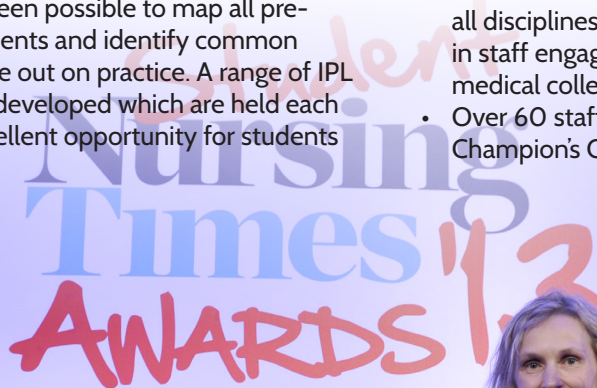 een possible to map all pre-
ents and identify common
e out on practice. A range of IPL
developed which are held each
ellent opportunity for students
all disciplines
in staff engag
medical colle
• Over 60 staf
Champion's C
Student
Nursing
Times
AWARDS '13